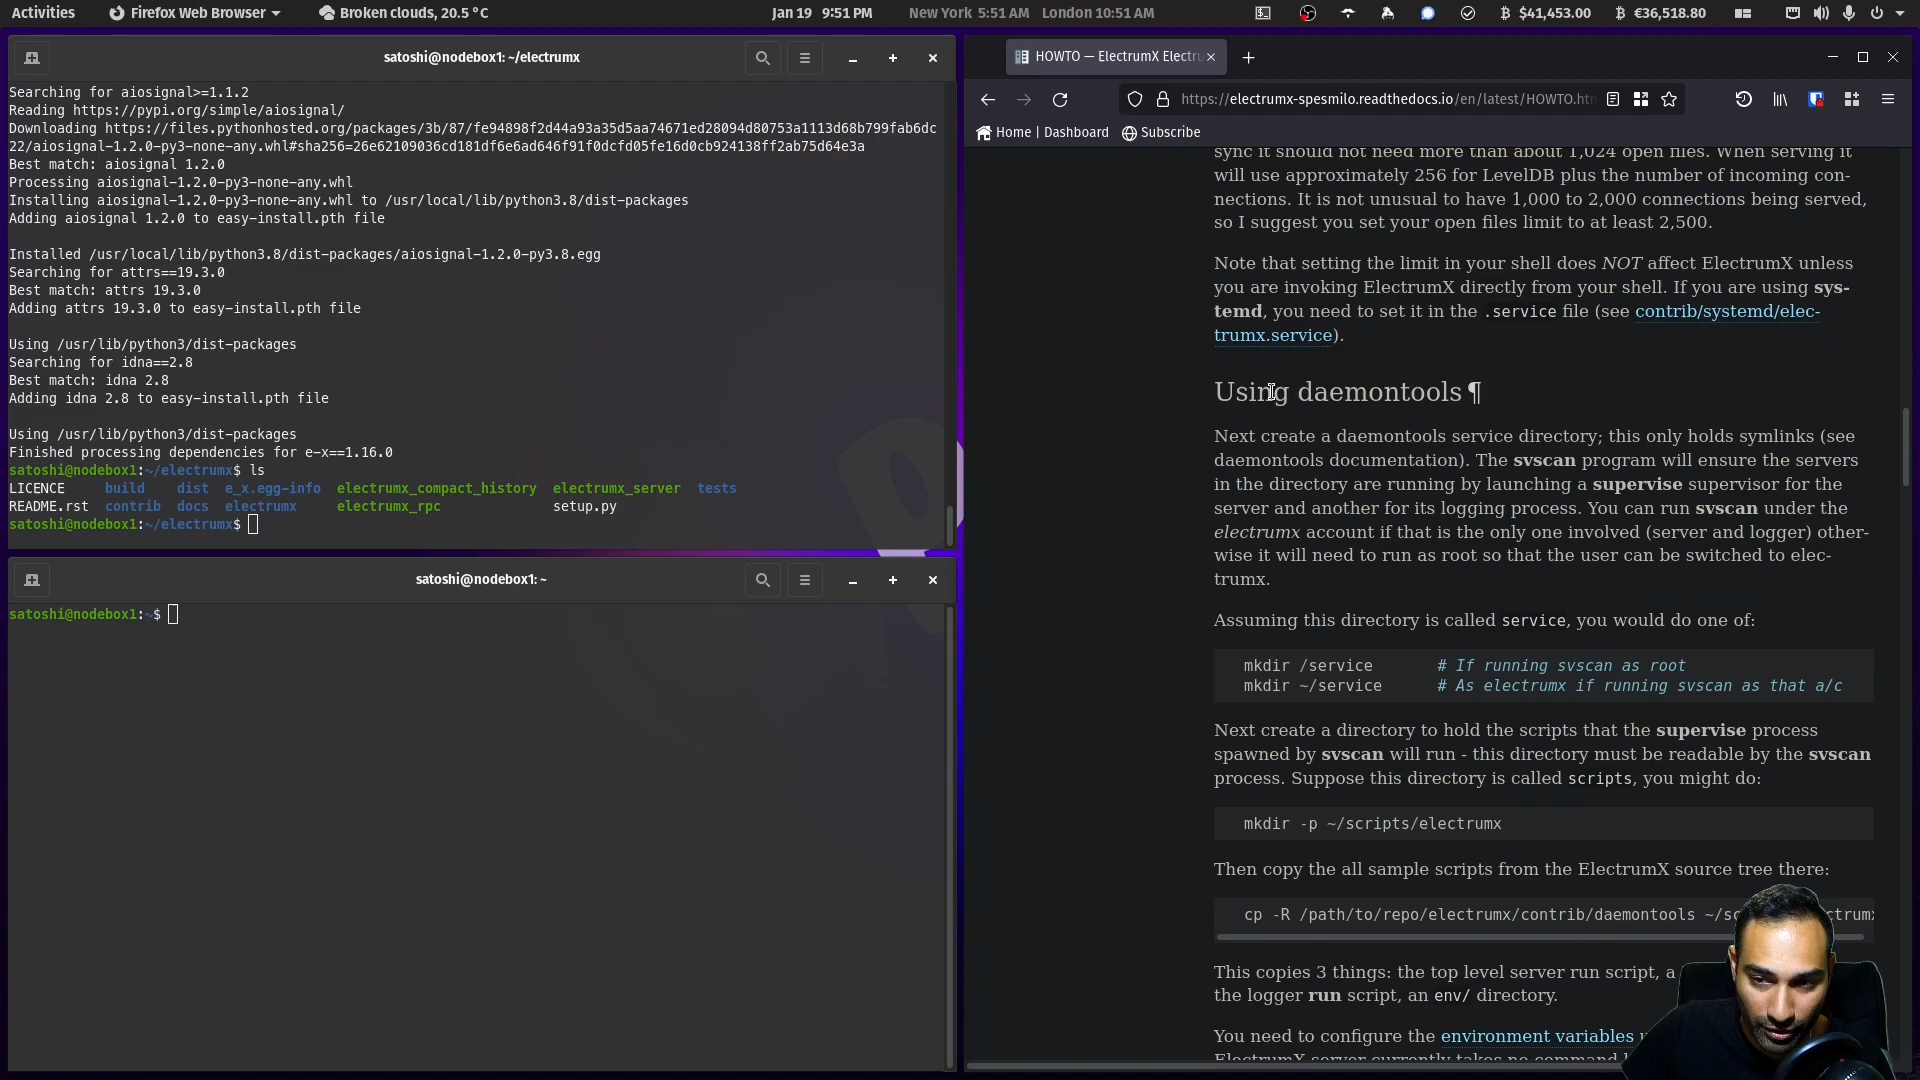 Activities
Firefox Web Browser
Broken clouds, 20.5 °C
Jan 19 9:51 PM
New York 5:51 AM London 10:51 AM
₿ $41,453.00
₿ €36,518.80
satoshi@nodebox1: ~/electrumx
Searching for aiosignal>=1.1.2
Reading https://pypi.org/simple/aiosignal/
Downloading https://files.pythonhosted.org/packages/3b/87/fe94898f2d44a93a35d5aa74671ed28094d80753a1113d68b799fab6dc
22/aiosignal-1.2.0-py3-none-any.whl#sha256=26e62109036cd181df6e6ad646f91f0dcfd05fe16d0cb924138ff2ab75d64e3a
Best match: aiosignal 1.2.0
Processing aiosignal-1.2.0-py3-none-any.whl
Installing aiosignal-1.2.0-py3-none-any.whl to /usr/local/lib/python3.8/dist-packages
Adding aiosignal 1.2.0 to easy-install.pth file
Installed /usr/local/lib/python3.8/dist-packages/aiosignal-1.2.0-py3.8.egg
Searching for attrs==19.3.0
Best match: attrs 19.3.0
Adding attrs 19.3.0 to easy-install.pth file
Using /usr/lib/python3/dist-packages
Searching for idna==2.8
Best match: idna 2.8
Adding idna 2.8 to easy-install.pth file
Using /usr/lib/python3/dist-packages
Finished processing dependencies for e-x==1.16.0
satoshi@nodebox1:~/electrumx$ ls
LICENCE build dist e_x.egg-info electrumx_compact_history electrumx_server tests
README.rst contrib docs electrumx electrumx_rpc setup.py
satoshi@nodebox1:~/electrumx$
satoshi@nodebox1: ~
satoshi@nodebox1:~$
HOWTO — ElectrumX Electru
https://electrumx-spesmilo.readthedocs.io/en/latest/HOWTO.htm
Home | Dashboard
Subscribe
sync it should not need more than about 1,024 open files. When serving it
will use approximately 256 for LevelDB plus the number of incoming con-
nections. It is not unusual to have 1,000 to 2,000 connections being served,
so I suggest you set your open files limit to at least 2,500.
Note that setting the limit in your shell does NOT affect ElectrumX unless
you are invoking ElectrumX directly from your shell. If you are using sys-
temd, you need to set it in the .service file (see contrib/systemd/elec-
trumx.service).
Using daemontools ¶
Next create a daemontools service directory; this only holds symlinks (see
daemontools documentation). The svscan program will ensure the servers
in the directory are running by launching a supervise supervisor for the
server and another for its logging process. You can run svscan under the
electrumx account if that is the only one involved (server and logger) other-
wise it will need to run as root so that the user can be switched to elec-
trumx.
Assuming this directory is called service, you would do one of:
mkdir /service # If running svscan as root
mkdir ~/service # As electrumx if running svscan as that a/c
Next create a directory to hold the scripts that the supervise process
spawned by svscan will run - this directory must be readable by the svscan
process. Suppose this directory is called scripts, you might do:
mkdir -p ~/scripts/electrumx
Then copy the all sample scripts from the ElectrumX source tree there:
cp -R /path/to/repo/electrumx/contrib/daemontools ~/sc
This copies 3 things: the top level server run script, a
the logger run script, an env/ directory.
You need to configure the environment variables
ElectrumX server currently takes no command